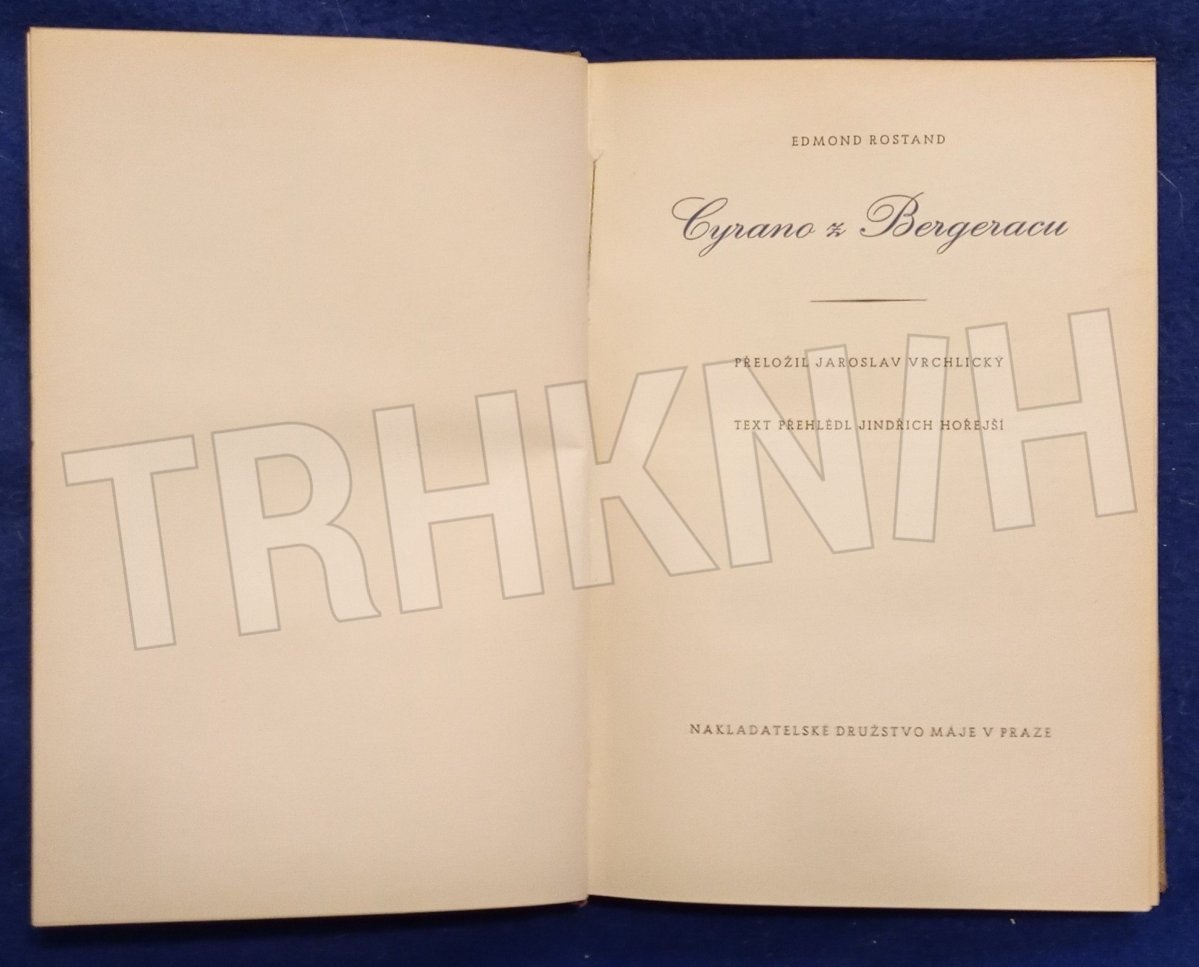 EDMOND ROSTAND
Cyrano z Bergeracu
PŘELOŽIL JAROSLAV VRCHLICKÝ
TEXT PŘEHLÉDL JINDŘICH HOŘEJŠÍ
TRHKNIH
NAKLADATELSKÉ DRUŽSTVO MÁJE V PRAZE